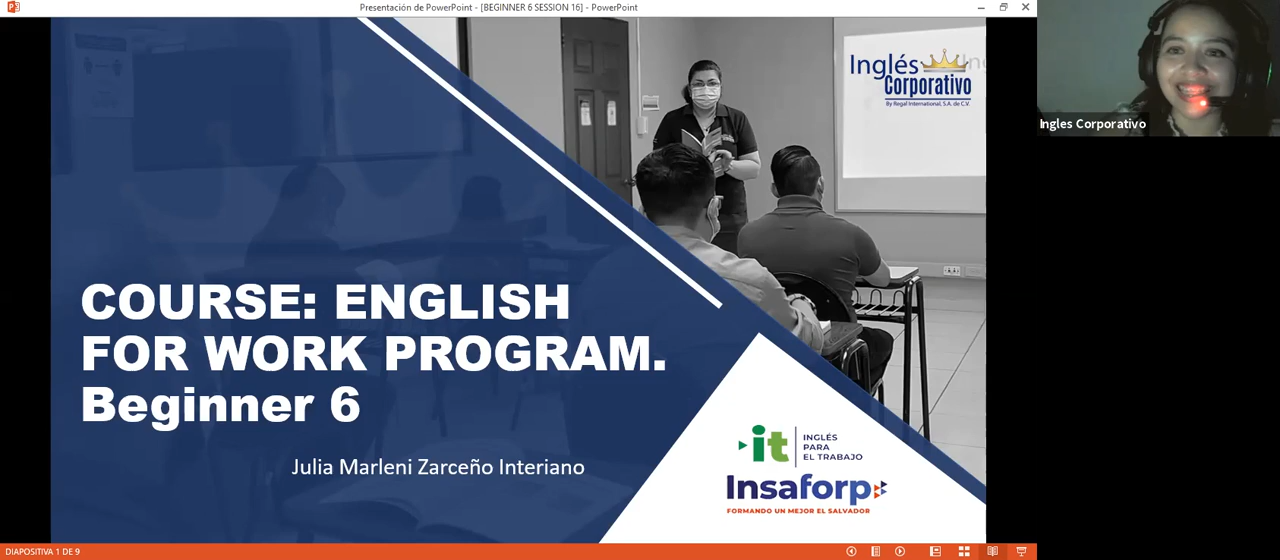 Presentación de PowerPoint - [BEGINNER 6 SESSION 16] - PowerPoint
Inglés
Corporativo
By Regal International, S.A. de C.V.
Ingles Corporativo
COURSE: ENGLISH
FOR WORK PROGRAM.
Beginner 6
Julia Marleni Zarceño Interiano
it
INGLÉS
PARA
EL TRABAJO
Insaforp
FORMANDO UN MEJOR EL SALVADOR
DIAPOSITIVA 1 DE 9